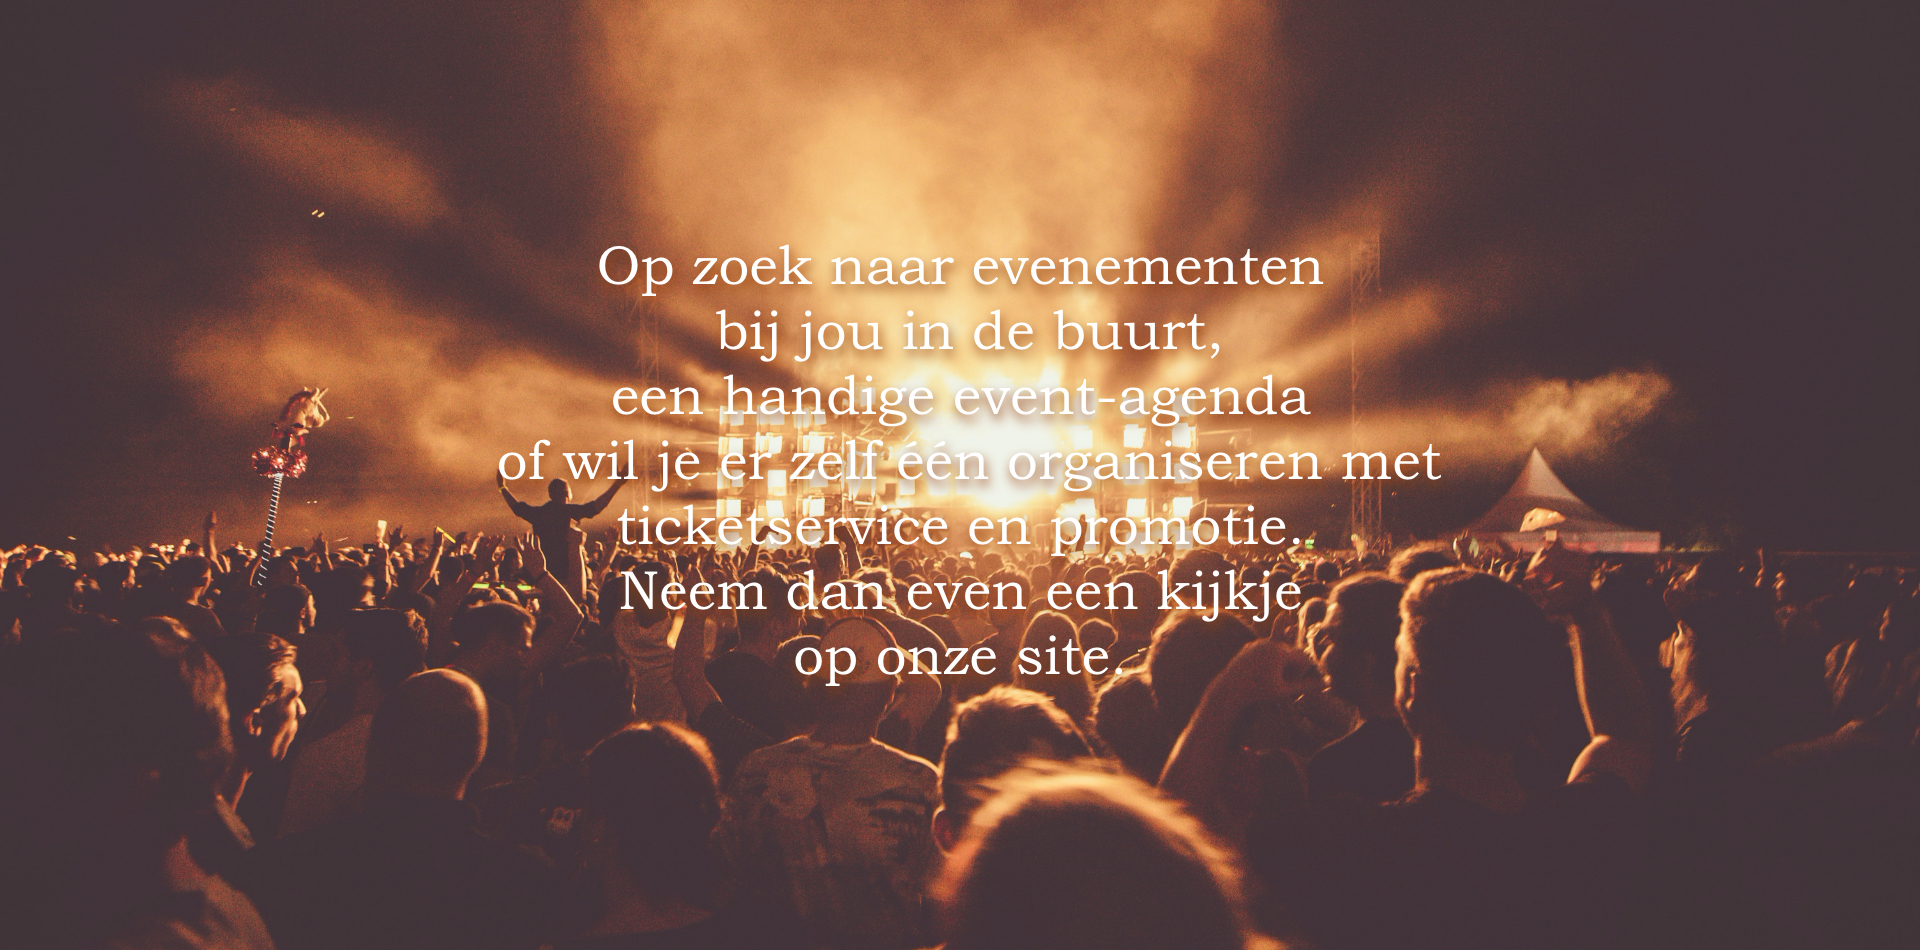 Op zoek naar evenementen
bij jou in de buurt,
een handige event-agenda
of wil je er zelf één organiseren met
ticketservice en promotie.
Neem dan even een kijkje
op onze site.